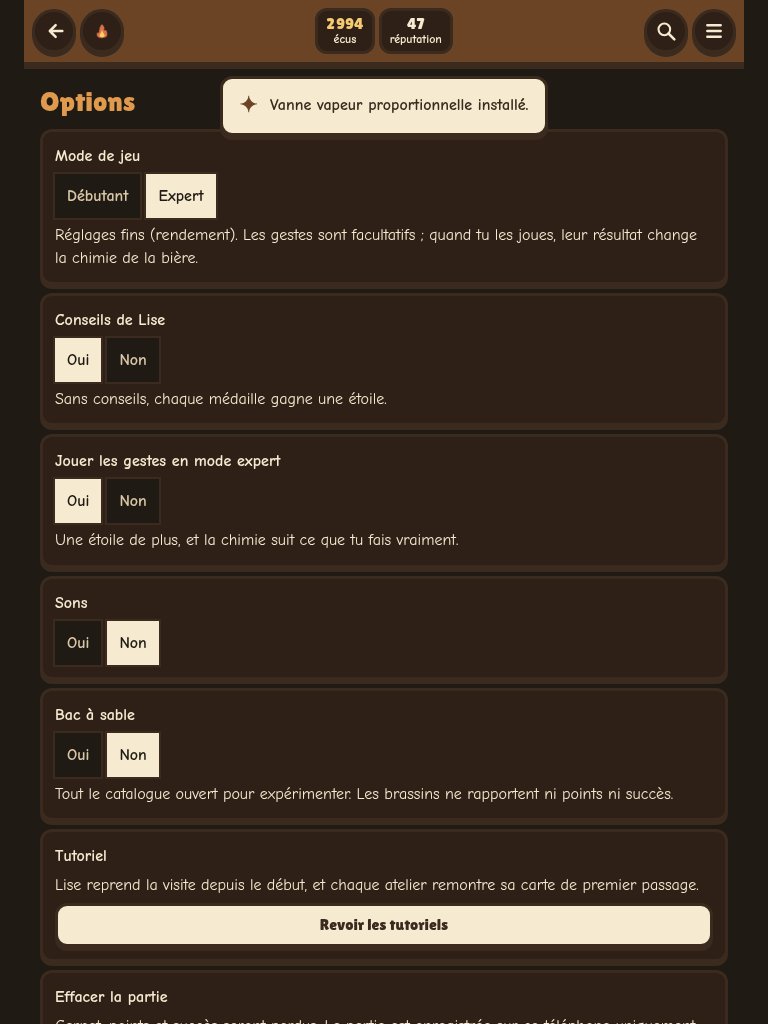 2 994
écus
47
réputation
Options
Vanne vapeur proportionnelle installé.
Mode de jeu
Débutant
Expert
Réglages fins (rendement). Les gestes sont facultatifs ; quand tu les joues, leur résultat change
la chimie de la bière.
Conseils de Lise
Oui
Non
Sans conseils, chaque médaille gagne une étoile.
Jouer les gestes en mode expert
Oui
Non
Une étoile de plus, et la chimie suit ce que tu fais vraiment.
Sons
Oui
Non
Bac à sable
Oui
Non
Tout le catalogue ouvert pour expérimenter. Les brassins ne rapportent ni points ni succès.
Tutoriel
Lise reprend la visite depuis le début, et chaque atelier remontre sa carte de premier passage.
Revoir les tutoriels
Effacer la partie